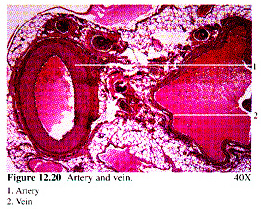 1
2
Figure 12.20 Artery and vein. 40X
1. Artery
2. Vein